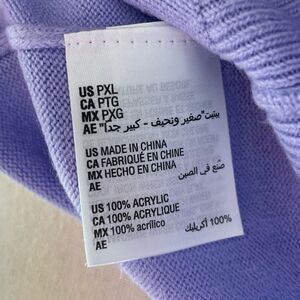 US PXL
CA PTG
MX PXG
AE بيتيت "صغير ونحيف - كبير جداً"
US MADE IN CHINA
CA FABRIQUÉ EN CHINE
MX HECHO EN CHINA
AE صنع في الصين
US 100% ACRYLIC
CA 100% ACRYLIQUE
MX 100% acrílico
AE
100% أكريليك